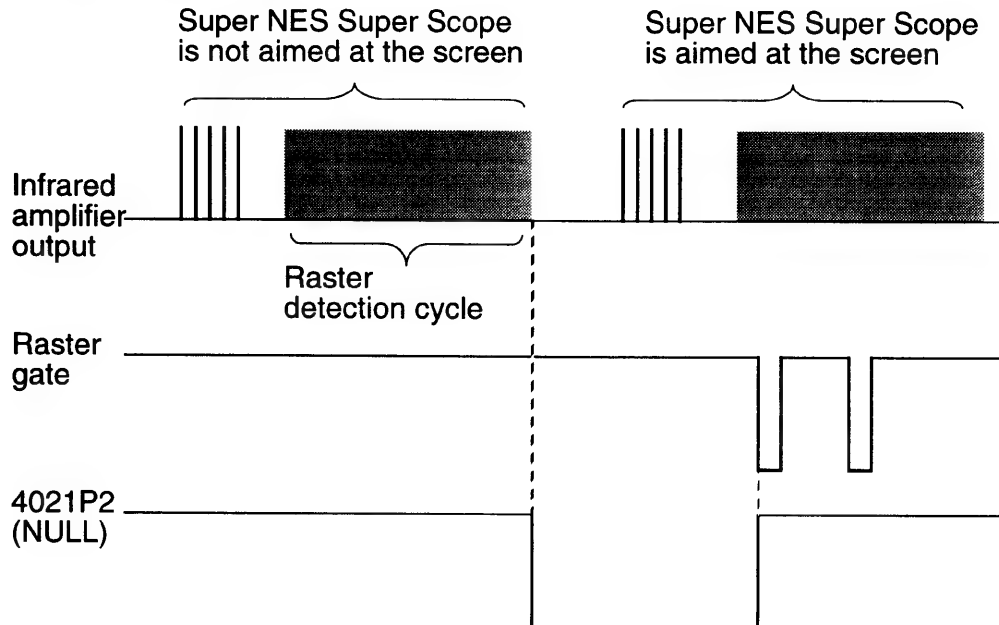 Super NES Super Scope
is not aimed at the screen
Super NES Super Scope
is aimed at the screen
Infrared
amplifier
output
Raster
detection cycle
Raster
gate
4021P2
(NULL)